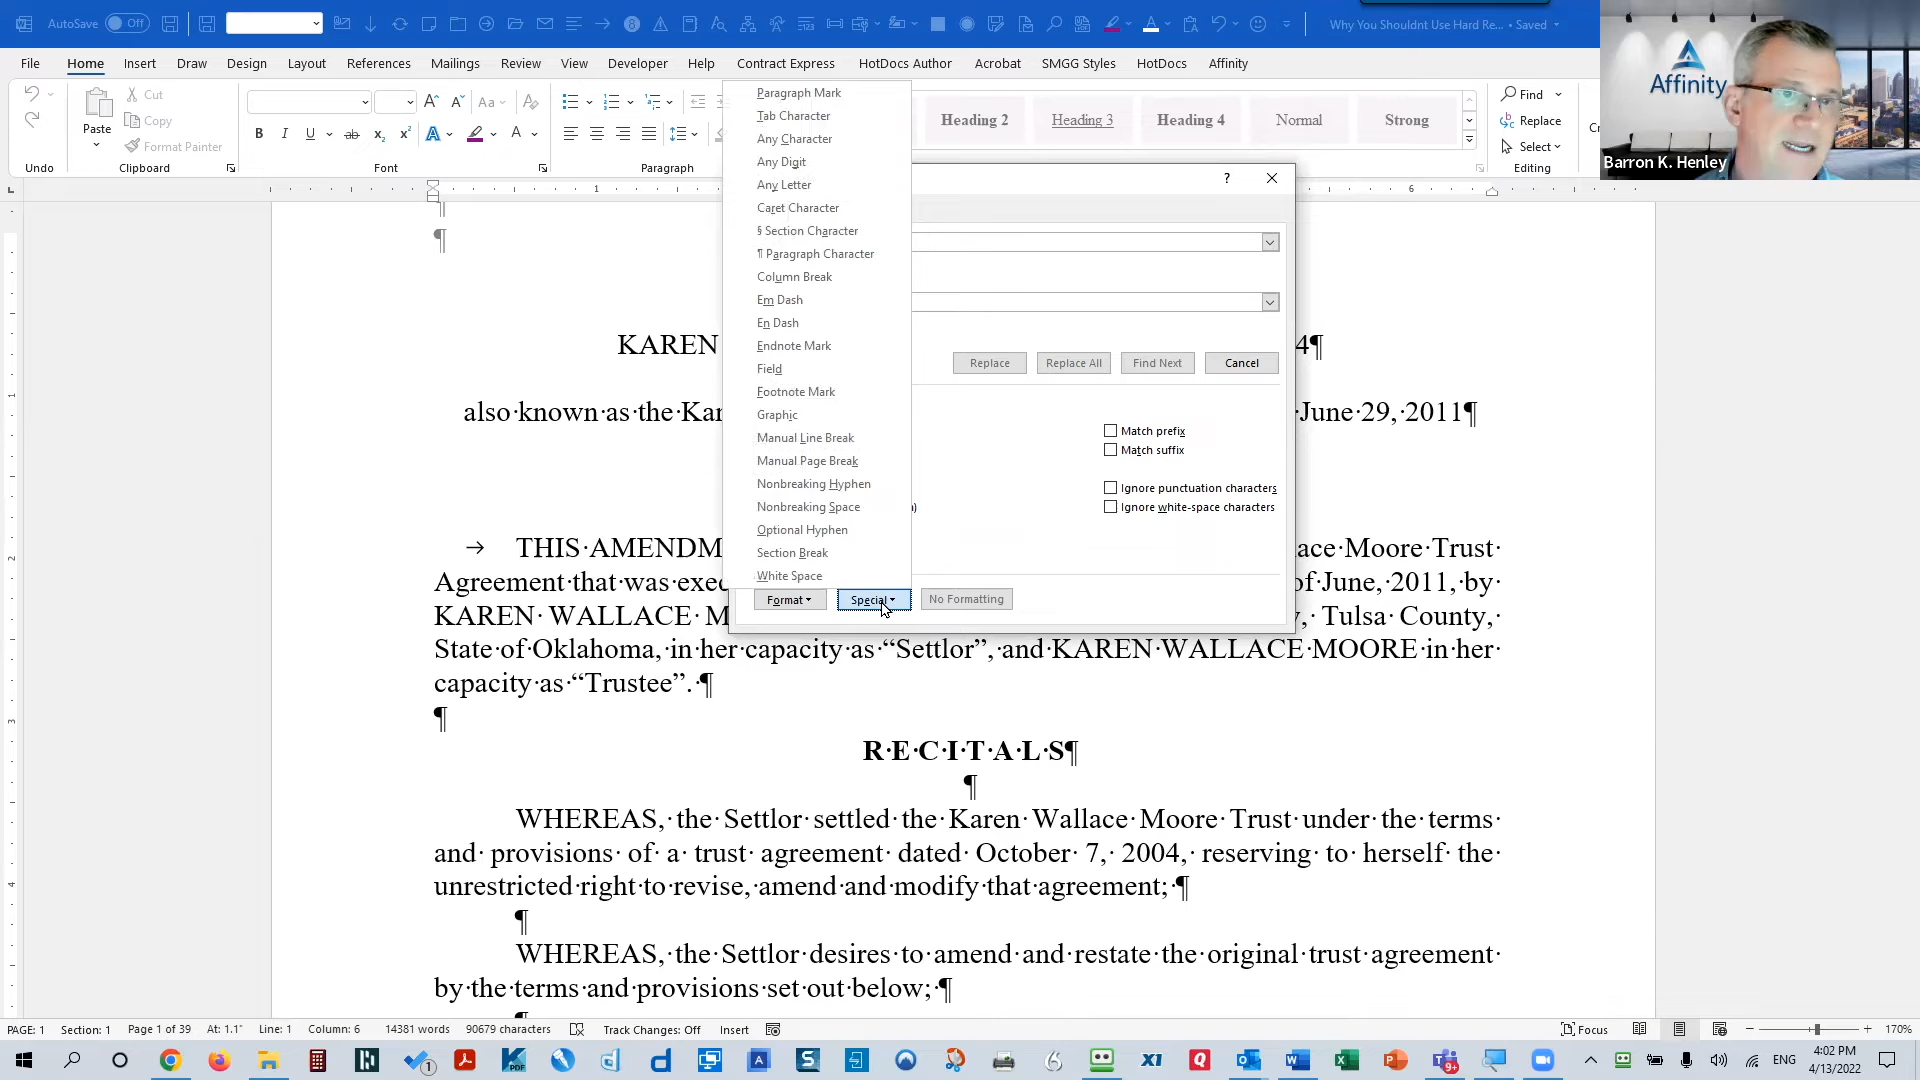 AutoSave Off
Why You Shouldnt Use Hard Re... • Saved
File Home Insert Draw Design Layout References Mailings Review View Developer Help Contract Express HotDocs Author Acrobat SMGG Styles HotDocs Affinity
Paste
Cut
Copy
Format Painter
Heading 2 Heading 3 Heading 4 Normal Strong
Find
Replace
Select
Undo Clipboard Font Paragraph Editing
Affinity
Barron K. Henley
1 6
Paragraph Mark
Tab Character
Any Character
Any Digit
Any Letter
Caret Character
§ Section Character
¶ Paragraph Character
Column Break
Em Dash
En Dash
Endnote Mark
Field
Footnote Mark
Graphic
Manual Line Break
Manual Page Break
Nonbreaking Hyphen
Nonbreaking Space
Optional Hyphen
Section Break
White Space
Replace Replace All Find Next Cancel
Match prefix
Match suffix
Ignore punctuation characters
Ignore white-space characters
Format Special No Formatting
¶
¶
KAREN 4¶
also·known·as·the·Kar ·June·29,·2011¶
→ THIS·AMENDM ace·Moore·Trust·
Agreement·that·was·exec of·June,·2011,·by·
KAREN·WALLACE·M y,·Tulsa·County,·
State·of·Oklahoma,·in·her·capacity·as·“Settlor”,·and·KAREN·WALLACE·MOORE·in·her·
capacity·as·“Trustee”.·¶
¶
R·E·C·I·T·A·L·S¶
¶
WHEREAS,·the·Settlor·settled·the·Karen·Wallace·Moore·Trust·under·the·terms·
and·provisions·of·a·trust·agreement·dated·October·7,·2004,·reserving·to·herself·the·
unrestricted·right·to·revise,·amend·and·modify·that·agreement;·¶
¶
WHEREAS,·the·Settlor·desires·to·amend·and·restate·the·original·trust·agreement·
by·the·terms·and·provisions·set·out·below;·¶
PAGE: 1 Section: 1 Page 1 of 39 At: 1.1" Line: 1 Column: 6 14381 words 90679 characters Track Changes: Off Insert Focus 170%
ENG 4:02 PM
4/13/2022